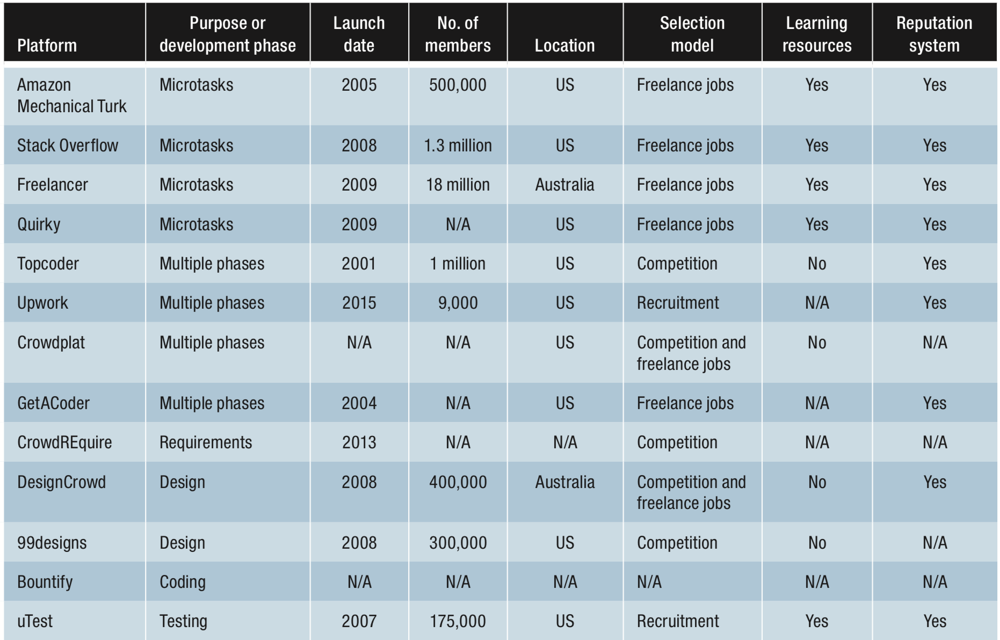 Platform Purpose or development phase Launch date No. of members Location Selection model Learning resources Reputation system
Amazon Mechanical Turk Microtasks 2005 500,000 US Freelance jobs Yes Yes
Stack Overflow Microtasks 2008 1.3 million US Freelance jobs Yes Yes
Freelancer Microtasks 2009 18 million Australia Freelance jobs Yes Yes
Quirky Microtasks 2009 N/A US Freelance jobs Yes Yes
Topcoder Multiple phases 2001 1 million US Competition No Yes
Upwork Multiple phases 2015 9,000 US Recruitment N/A Yes
Crowdplat Multiple phases N/A N/A US Competition and freelance jobs No N/A
GetACoder Multiple phases 2004 N/A US Freelance jobs N/A Yes
CrowdREquire Requirements 2013 N/A N/A Competition N/A N/A
DesignCrowd Design 2008 400,000 Australia Competition and freelance jobs No Yes
99designs Design 2008 300,000 US Competition No N/A
Bountify Coding N/A N/A N/A N/A N/A N/A
uTest Testing 2007 175,000 US Recruitment Yes Yes